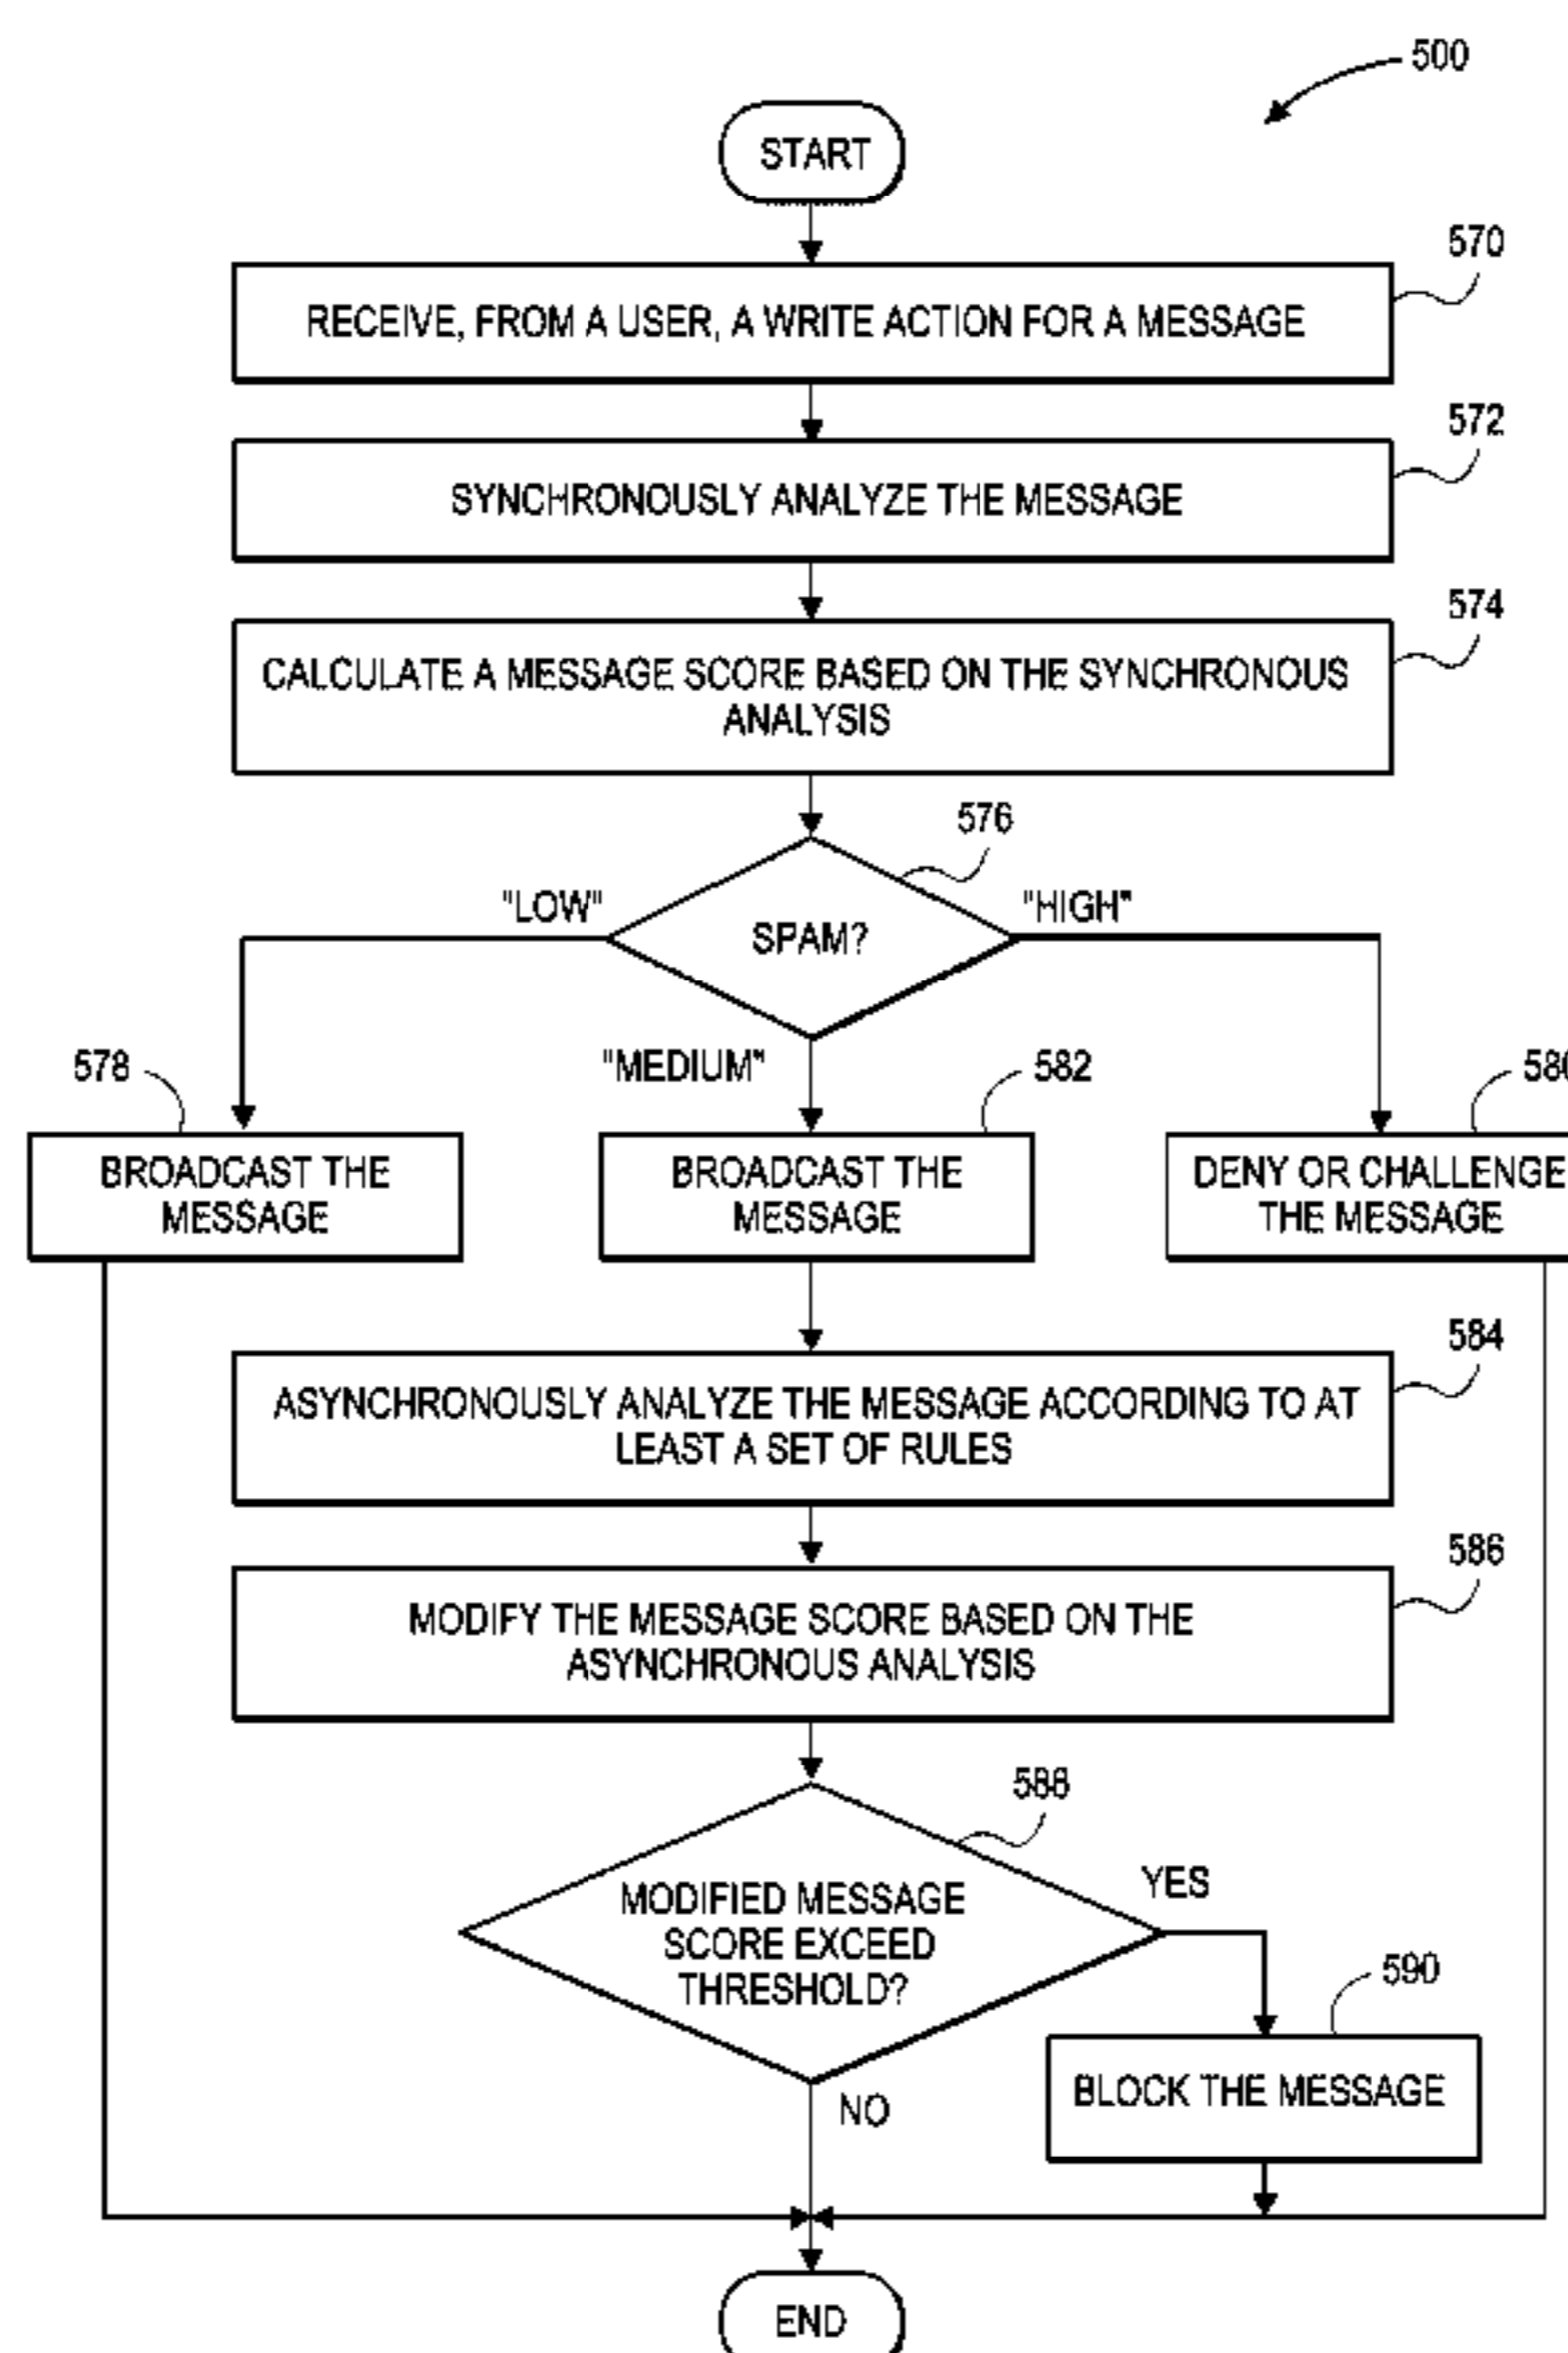 500
START
570
RECEIVE, FROM A USER, A WRITE ACTION FOR A MESSAGE
572
SYNCHRONOUSLY ANALYZE THE MESSAGE
574
CALCULATE A MESSAGE SCORE BASED ON THE SYNCHRONOUS
ANALYSIS
576
"LOW"
"HIGH"
SPAM?
578
"MEDIUM"
582
BROADCAST THE
MESSAGE
BROADCAST THE
MESSAGE
DENY OR CHALLENGE
THE MESSAGE
584
ASYNCHRONOUSLY ANALYZE THE MESSAGE ACCORDING TO AT
LEAST A SET OF RULES
586
MODIFY THE MESSAGE SCORE BASED ON THE
ASYNCHRONOUS ANALYSIS
588
YES
MODIFIED MESSAGE
SCORE EXCEED
THRESHOLD?
590
BLOCK THE MESSAGE
NO
END